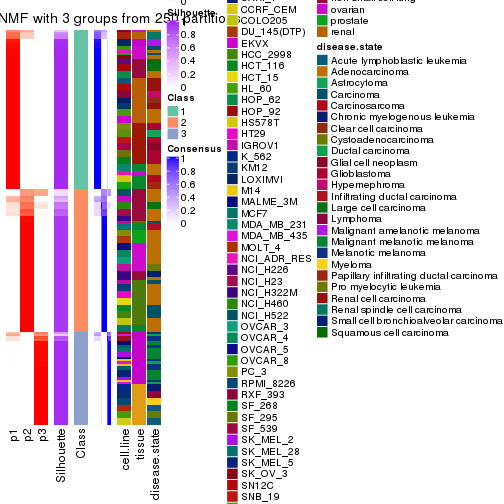 NMF with 3 groups from 250 partitions
Silhouette
1
0.8
0.6
0.4
0.2
0
Class
1
2
3
Consensus
1
0.8
0.6
0.4
0.2
0
p1
p2
p3
Silhouette
Class
cell.line
tissue
disease.state
CCRF_CEM
COLO205
DU_145(DTP)
EKVX
HCC_2998
HCT_116
HCT_15
HL_60
HOP_62
HOP_92
HS578T
HT29
IGROV1
K_562
KM12
LOXIMVI
M14
MALME_3M
MCF7
MDA_MB_231
MDA_MB_435
MOLT_4
NCI_ADR_RES
NCI_H226
NCI_H23
NCI_H322M
NCI_H460
NCI_H522
OVCAR_3
OVCAR_4
OVCAR_5
OVCAR_8
PC_3
RPMI_8226
RXF_393
SF_268
SF_295
SF_539
SK_MEL_2
SK_MEL_28
SK_MEL_5
SK_OV_3
SN12C
SNB_19
ovarian
prostate
renal
disease.state
Acute lymphoblastic leukemia
Adenocarcinoma
Astrocytoma
Carcinoma
Carcinosarcoma
Chronic myelogenous leukemia
Clear cell carcinoma
Cystoadenocarcinoma
Ductal carcinoma
Glial cell neoplasm
Glioblastoma
Hypernephroma
Infiltrating ductal carcinoma
Large cell carcinoma
Lymphoma
Malignant amelanotic melanoma
Malignant melanotic melanoma
Melanotic melanoma
Myeloma
Papillary infiltrating ductal carcinoma
Pro myelocytic leukemia
Renal cell carcinoma
Renal spindle cell carcinoma
Small cell bronchioalveolar carcinoma
Squamous cell carcinoma